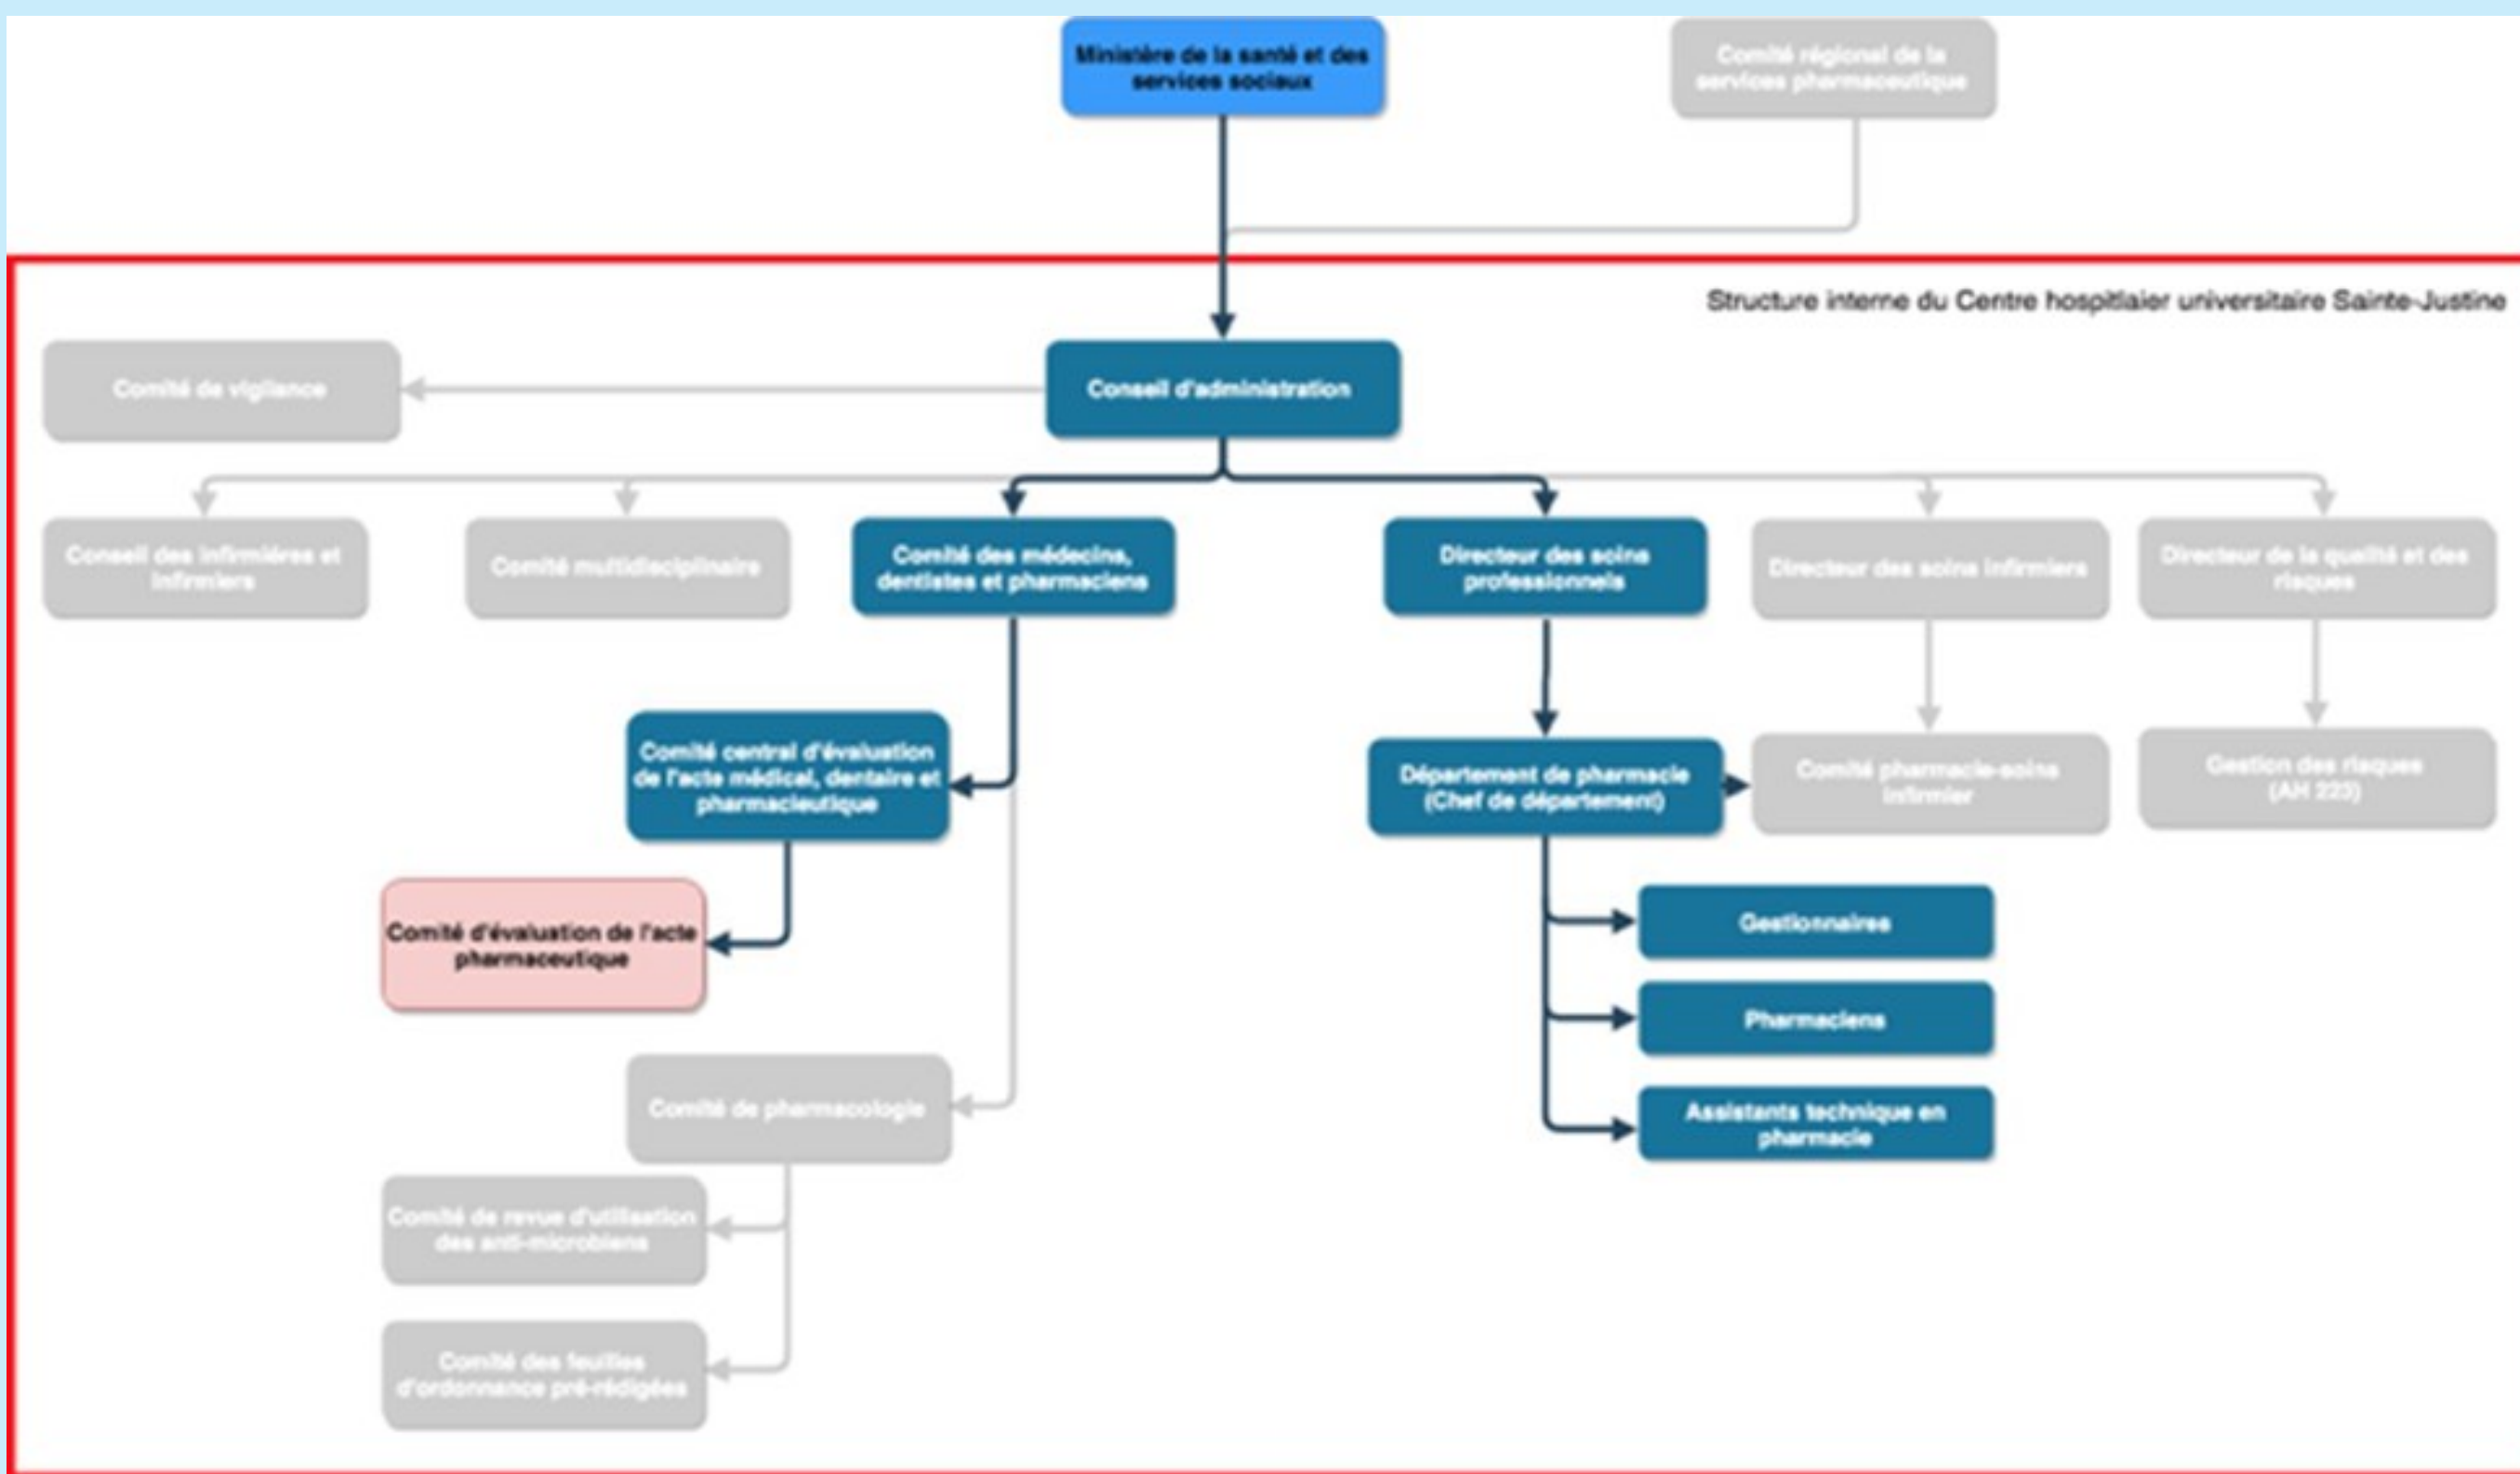 Ministère de la santé et des
services sociaux
Comité régional de la
services pharmaceutique
Structure interne du Centre hospitlaier universitaire Sainte-Justine
Comité de vigilance
Conseil d'administration
Conseil des infirmiéres et
infirmiers
Comité multidisciplinaire
Comité des médecins,
dentistes et pharmaciens
Directeur des soins
professionnels
Directeur des soins infirmiers
Directeur de la qualité et des
risques
Comité central d'évaluation
de l'acte médical, dentaire et
pharmacieutique
Département de pharmacie
(Chef de département)
Comité pharmacie-soins
infirmier
Gestion des risques
(AH 223)
Comité d'évaluation de l'acte
pharmaceutique
Gestionnaires
Pharmaciens
Comité de pharmacologie
Assistants technique en
pharmacie
Comité de revue d'utilisation
des anti-microbiens
Comité des feuilles
d'ordonnance pré-rédigées